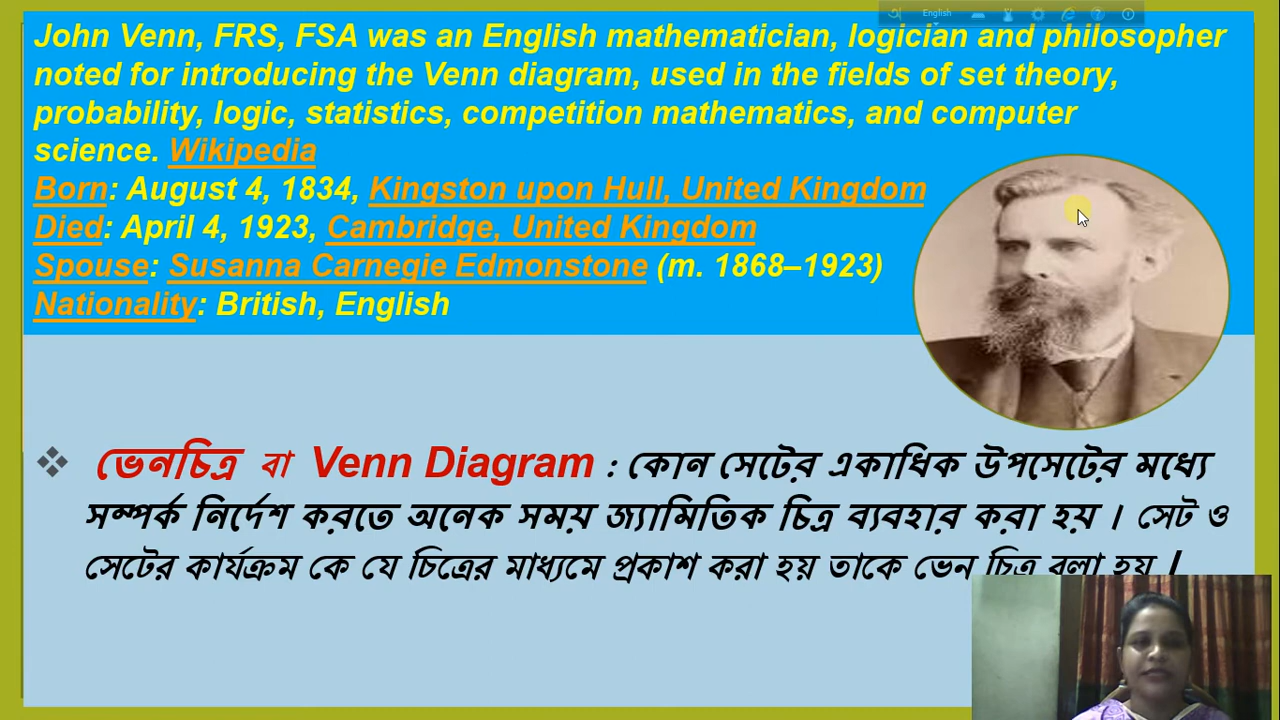 English
John Venn, FRS, FSA was an English mathematician, logician and philosopher
noted for introducing the Venn diagram, used in the fields of set theory,
probability, logic, statistics, competition mathematics, and computer
science. Wikipedia
Born: August 4, 1834, Kingston upon Hull, United Kingdom
Died: April 4, 1923, Cambridge, United Kingdom
Spouse: Susanna Carnegie Edmonstone (m. 1868–1923)
Nationality: British, English
❖ ভেনচিত্র বা Venn Diagram : কোন সেটের একাধিক উপসেটের মধ্যে
সম্পর্ক নির্দেশ করতে অনেক সময় জ্যামিতিক চিত্র ব্যবহার করা হয় । সেট ও
সেটের কার্যক্রম কে যে চিত্রের মাধ্যমে প্রকাশ করা হয় তাকে ভেন চিত্র বলা হয় ।